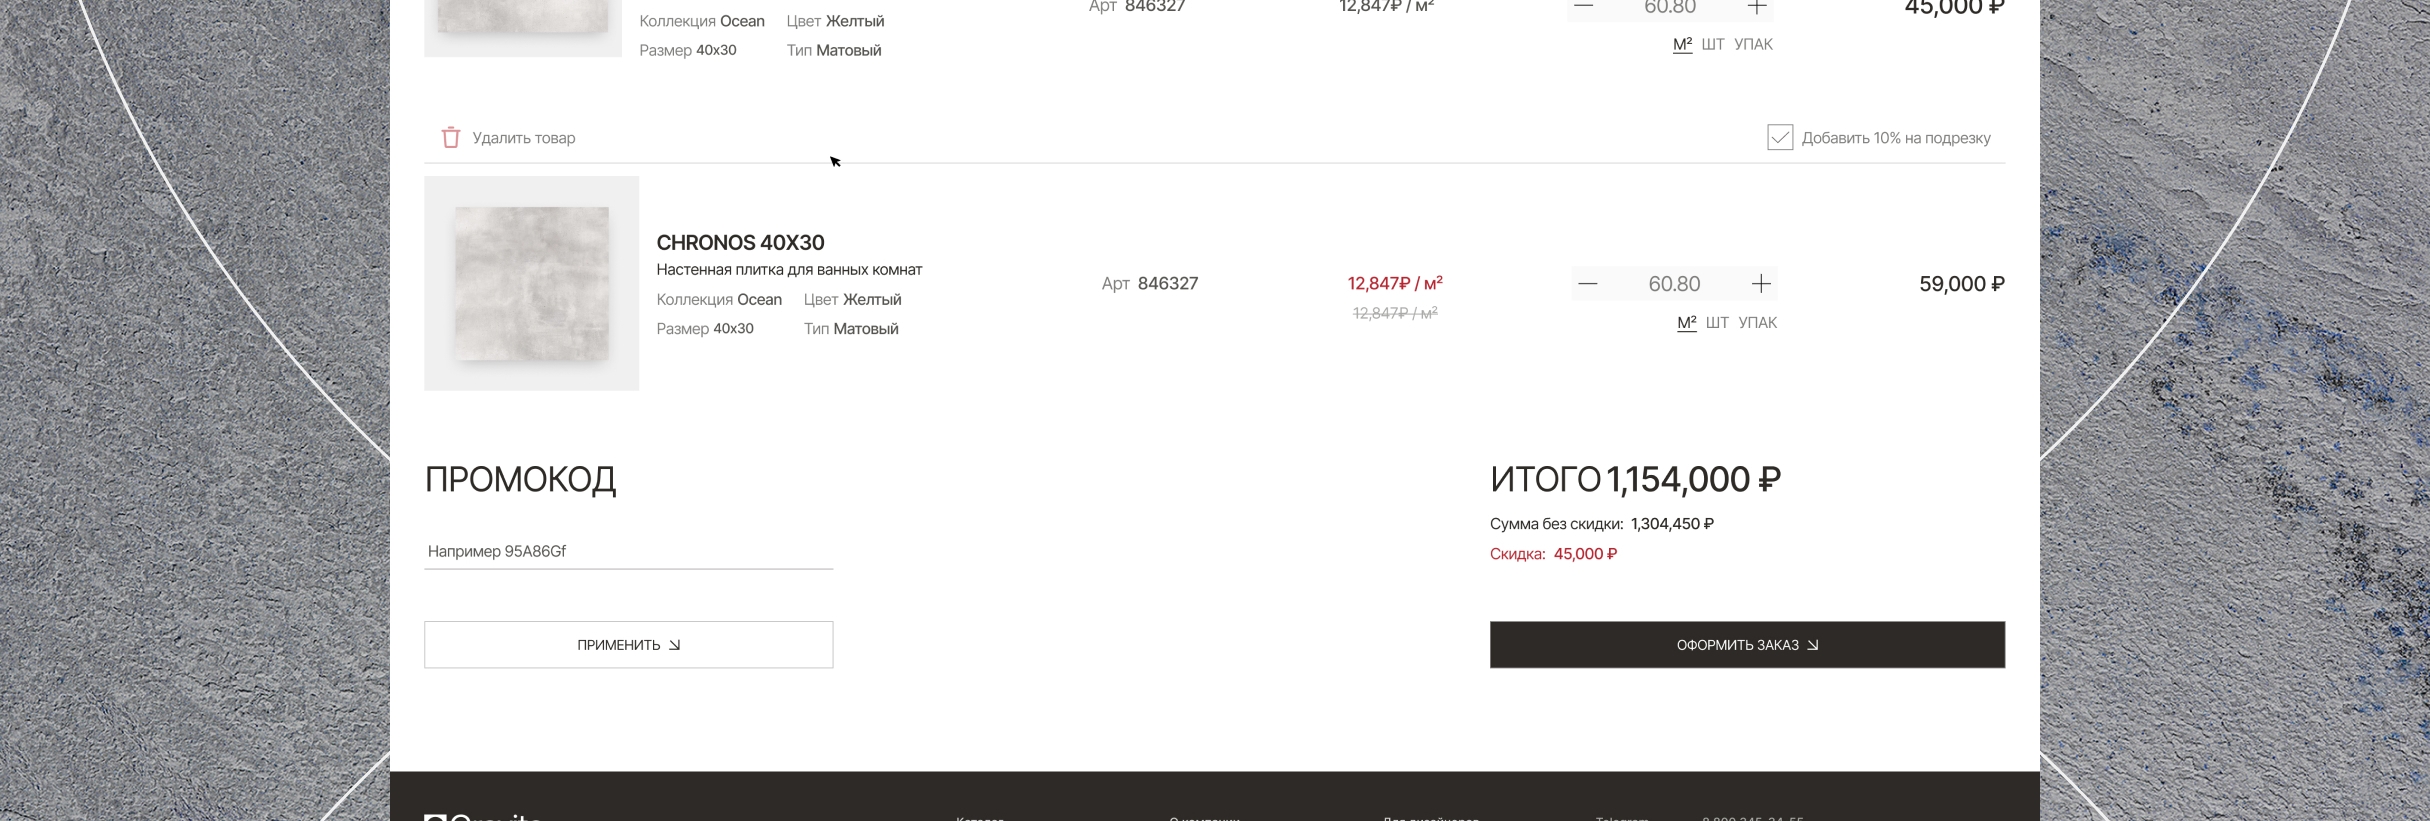 Коллекция Ocean Цвет Желтый Арт 846327 12,847₽ / м² — 60.80 + 45,000 ₽
Размер 40x30 Тип Матовый М² ШТ УПАК
Удалить товар Добавить 10% на подрезку
CHRONOS 40X30
Настенная плитка для ванных комнат
Коллекция Ocean Цвет Желтый
Размер 40x30 Тип Матовый
Арт 846327
12,847₽ / м²
12,847₽ / м²
— 60.80 +
М² ШТ УПАК
59,000 ₽
ПРОМОКОД
Например 95A86Gf
ПРИМЕНИТЬ
ИТОГО 1,154,000 ₽
Сумма без скидки: 1,304,450 ₽
Скидка: 45,000 ₽
ОФОРМИТЬ ЗАКАЗ